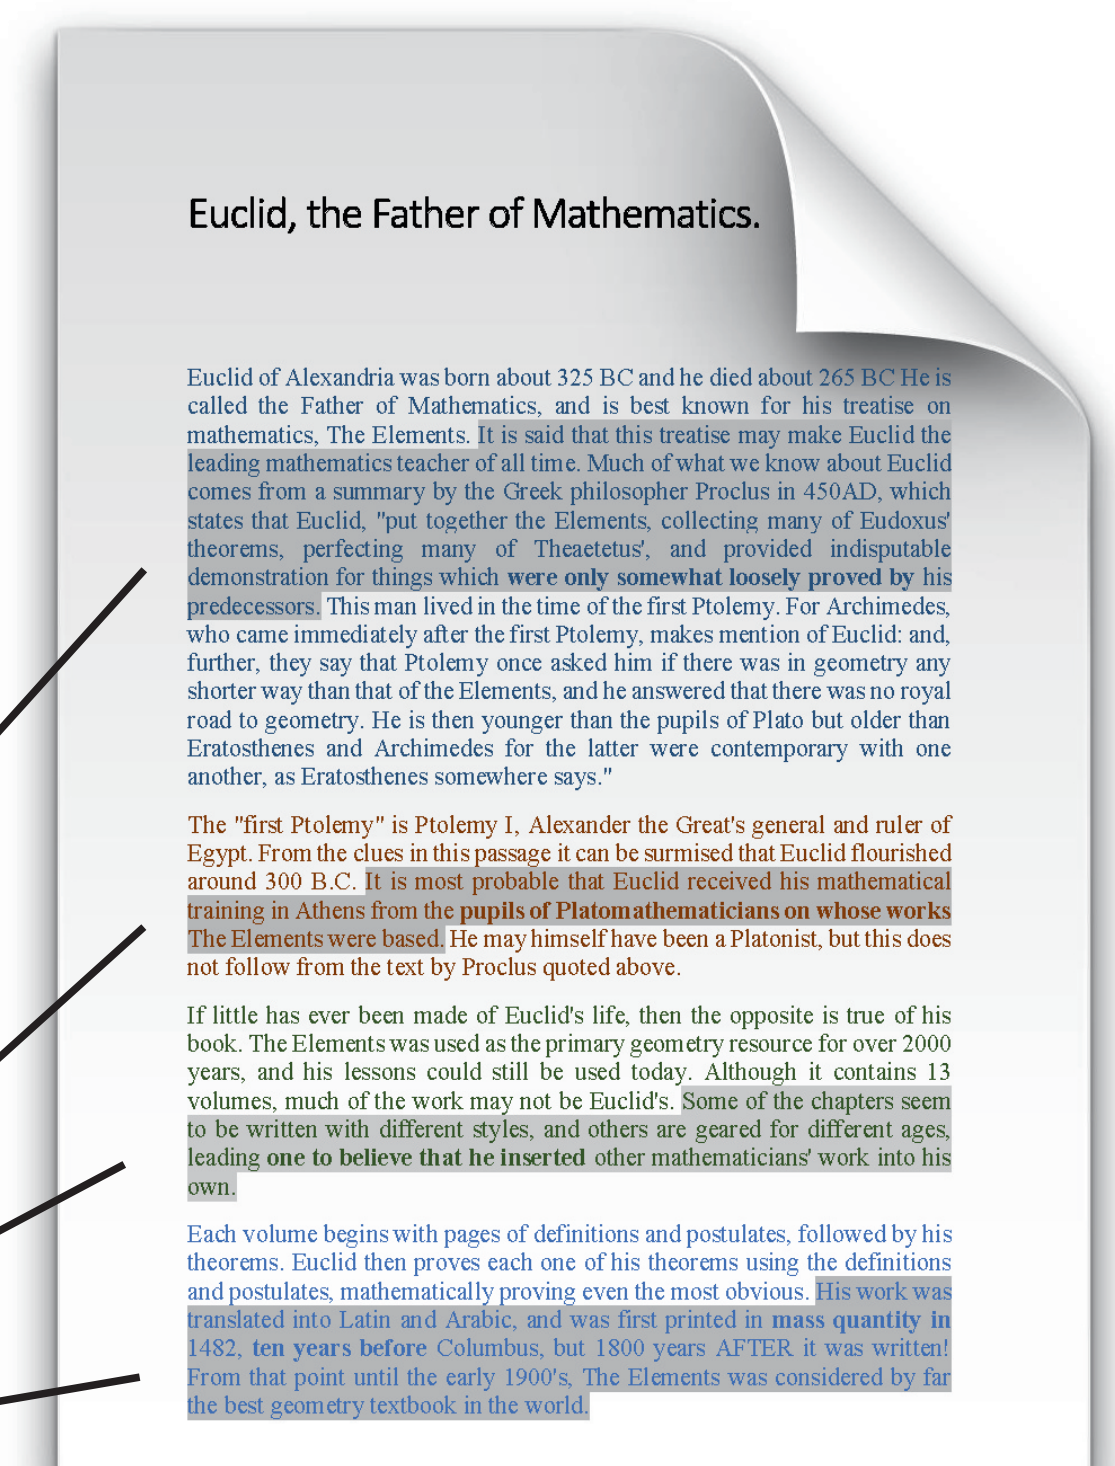 Euclid, the Father of Mathematics.
Euclid of Alexandria was born about 325 BC and he died about 265 BC He is
called the Father of Mathematics, and is best known for his treatise on
mathematics, The Elements. It is said that this treatise may make Euclid the
leading mathematics teacher of all time. Much of what we know about Euclid
comes from a summary by the Greek philosopher Proclus in 450AD, which
states that Euclid, "put together the Elements, collecting many of Eudoxus'
theorems, perfecting many of Theaetetus', and provided indisputable
demonstration for things which were only somewhat loosely proved by his
predecessors. This man lived in the time of the first Ptolemy. For Archimedes,
who came immediately after the first Ptolemy, makes mention of Euclid: and,
further, they say that Ptolemy once asked him if there was in geometry any
shorter way than that of the Elements, and he answered that there was no royal
road to geometry. He is then younger than the pupils of Plato but older than
Eratosthenes and Archimedes for the latter were contemporary with one
another, as Eratosthenes somewhere says."
The "first Ptolemy" is Ptolemy I, Alexander the Great's general and ruler of
Egypt. From the clues in this passage it can be surmised that Euclid flourished
around 300 B.C. It is most probable that Euclid received his mathematical
training in Athens from the pupils of Platomathematicians on whose works
The Elements were based. He may himself have been a Platonist, but this does
not follow from the text by Proclus quoted above.
If little has ever been made of Euclid's life, then the opposite is true of his
book. The Elements was used as the primary geometry resource for over 2000
years, and his lessons could still be used today. Although it contains 13
volumes, much of the work may not be Euclid's. Some of the chapters seem
to be written with different styles, and others are geared for different ages,
leading one to believe that he inserted other mathematicians' work into his
own.
Each volume begins with pages of definitions and postulates, followed by his
theorems. Euclid then proves each one of his theorems using the definitions
and postulates, mathematically proving even the most obvious. His work was
translated into Latin and Arabic, and was first printed in mass quantity in
1482, ten years before Columbus, but 1800 years AFTER it was written!
From that point until the early 1900's, The Elements was considered by far
the best geometry textbook in the world.